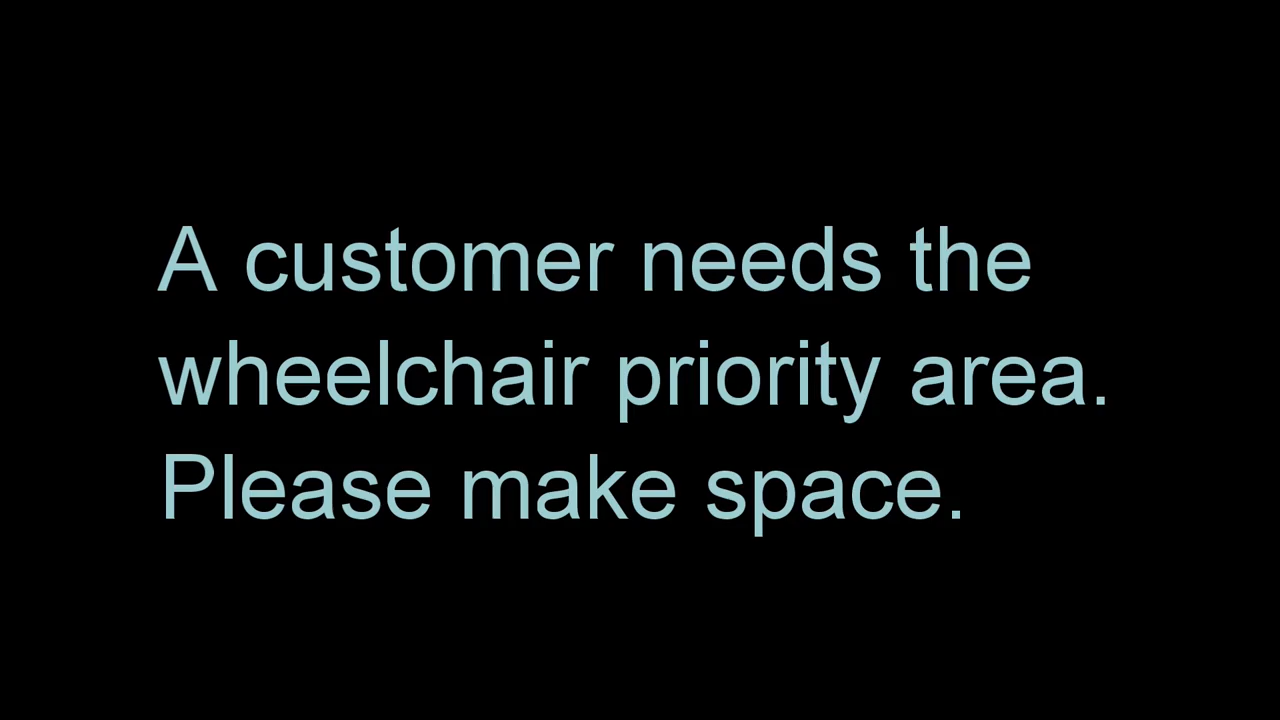 A customer needs the
wheelchair priority area.
Please make space.